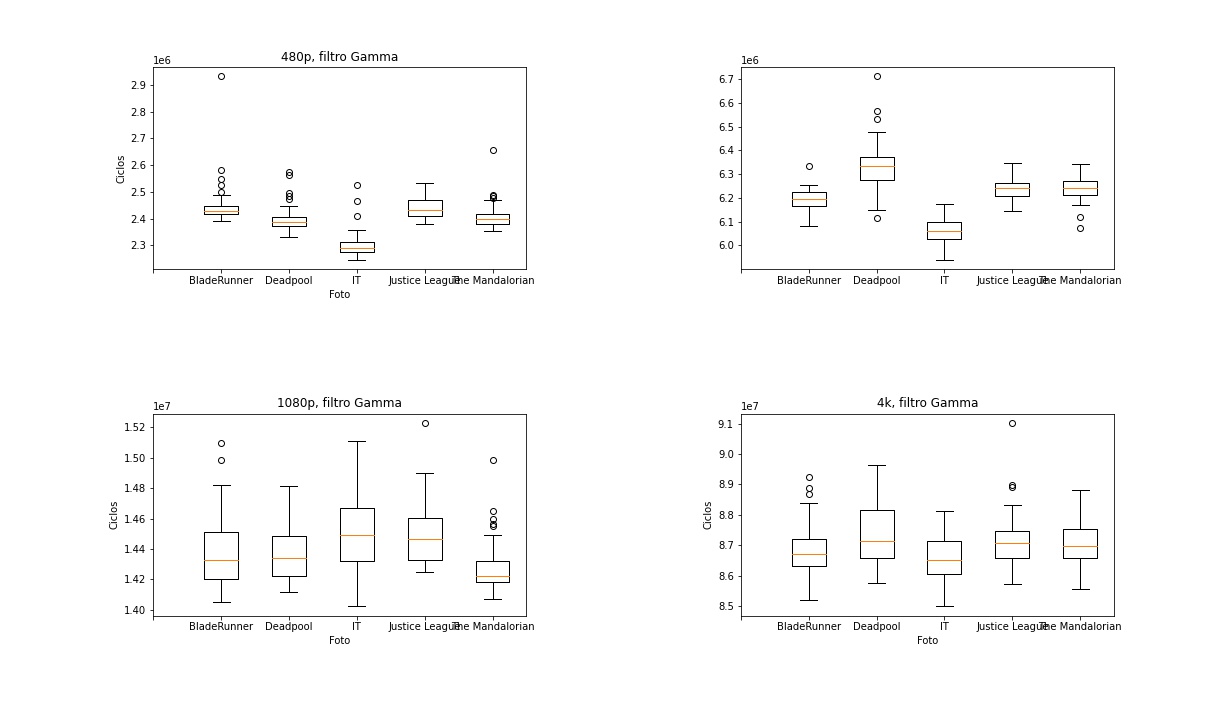 480p, filtro Gamma
1e6
2.9
2.8
2.7
2.6
2.5
2.4
2.3
Ciclos
BladeRunner Deadpool IT Justice League The Mandalorian
Foto
1e6
6.7
6.6
6.5
6.4
6.3
6.2
6.1
6.0
BladeRunner Deadpool IT Justice League The Mandalorian
1080p, filtro Gamma
1e7
1.52
1.50
1.48
1.46
1.44
1.42
1.40
Ciclos
BladeRunner Deadpool IT Justice League The Mandalorian
Foto
4k, filtro Gamma
1e7
9.1
9.0
8.9
8.8
8.7
8.6
8.5
Ciclos
BladeRunner Deadpool IT Justice League The Mandalorian
Foto